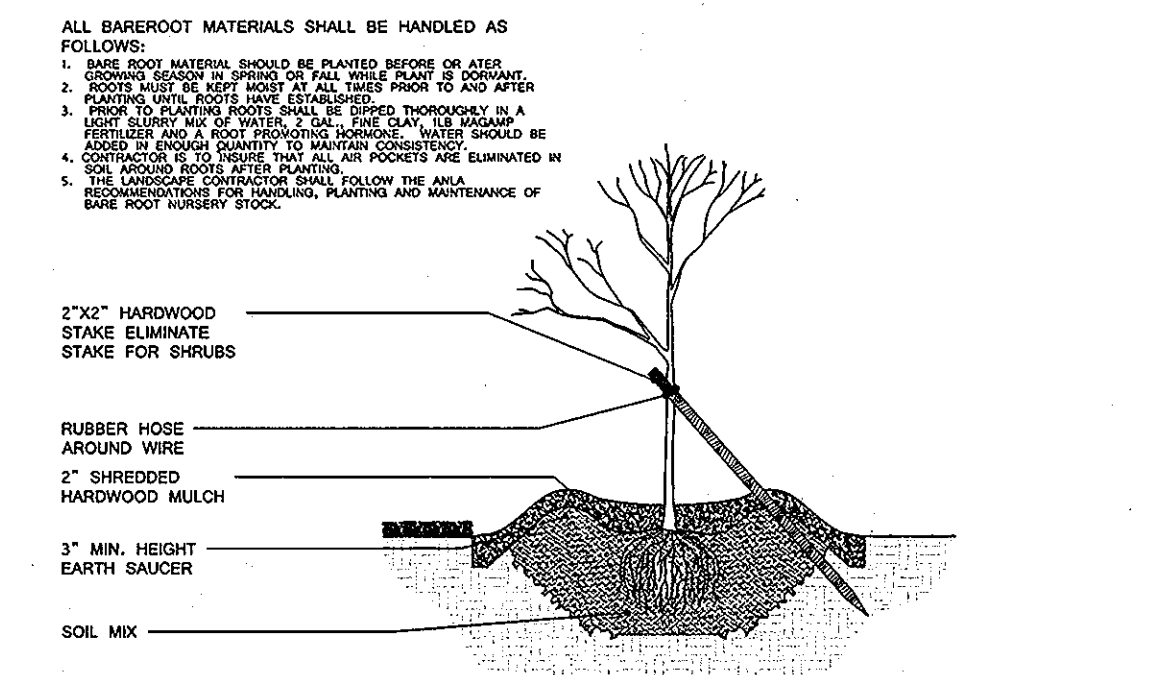 ALL BAREROOT MATERIALS SHALL BE HANDLED AS
FOLLOWS:
1. BARE ROOT MATERIAL SHOULD BE PLANTED BEFORE OR ATER
GROWING SEASON IN SPRING OR FALL WHILE PLANT IS DORMANT.
2. ROOTS MUST BE KEPT MOIST AT ALL TIMES PRIOR TO AND AFTER
PLANTING UNTIL ROOTS HAVE ESTABLISHED.
3. PRIOR TO PLANTING ROOTS SHALL BE DIPPED THOROUGHLY IN A
LIGHT SLURRY MIX OF WATER, 2 GAL., FINE CLAY, 1LB MAGAMP
FERTILIZER AND A ROOT PROMOTING HORMONE. WATER SHOULD BE
ADDED IN ENOUGH QUANTITY TO MAINTAIN CONSISTENCY.
4. CONTRACTOR IS TO INSURE THAT ALL AIR POCKETS ARE ELIMINATED IN
SOIL AROUND ROOTS AFTER PLANTING.
5. THE LANDSCAPE CONTRACTOR SHALL FOLLOW THE ANLA
RECOMMENDATIONS FOR HANDLING, PLANTING AND MAINTENANCE OF
BARE ROOT NURSERY STOCK.
2"X2" HARDWOOD
STAKE ELIMINATE
STAKE FOR SHRUBS
RUBBER HOSE
AROUND WIRE
2" SHREDDED
HARDWOOD MULCH
3" MIN. HEIGHT
EARTH SAUCER
SOIL MIX